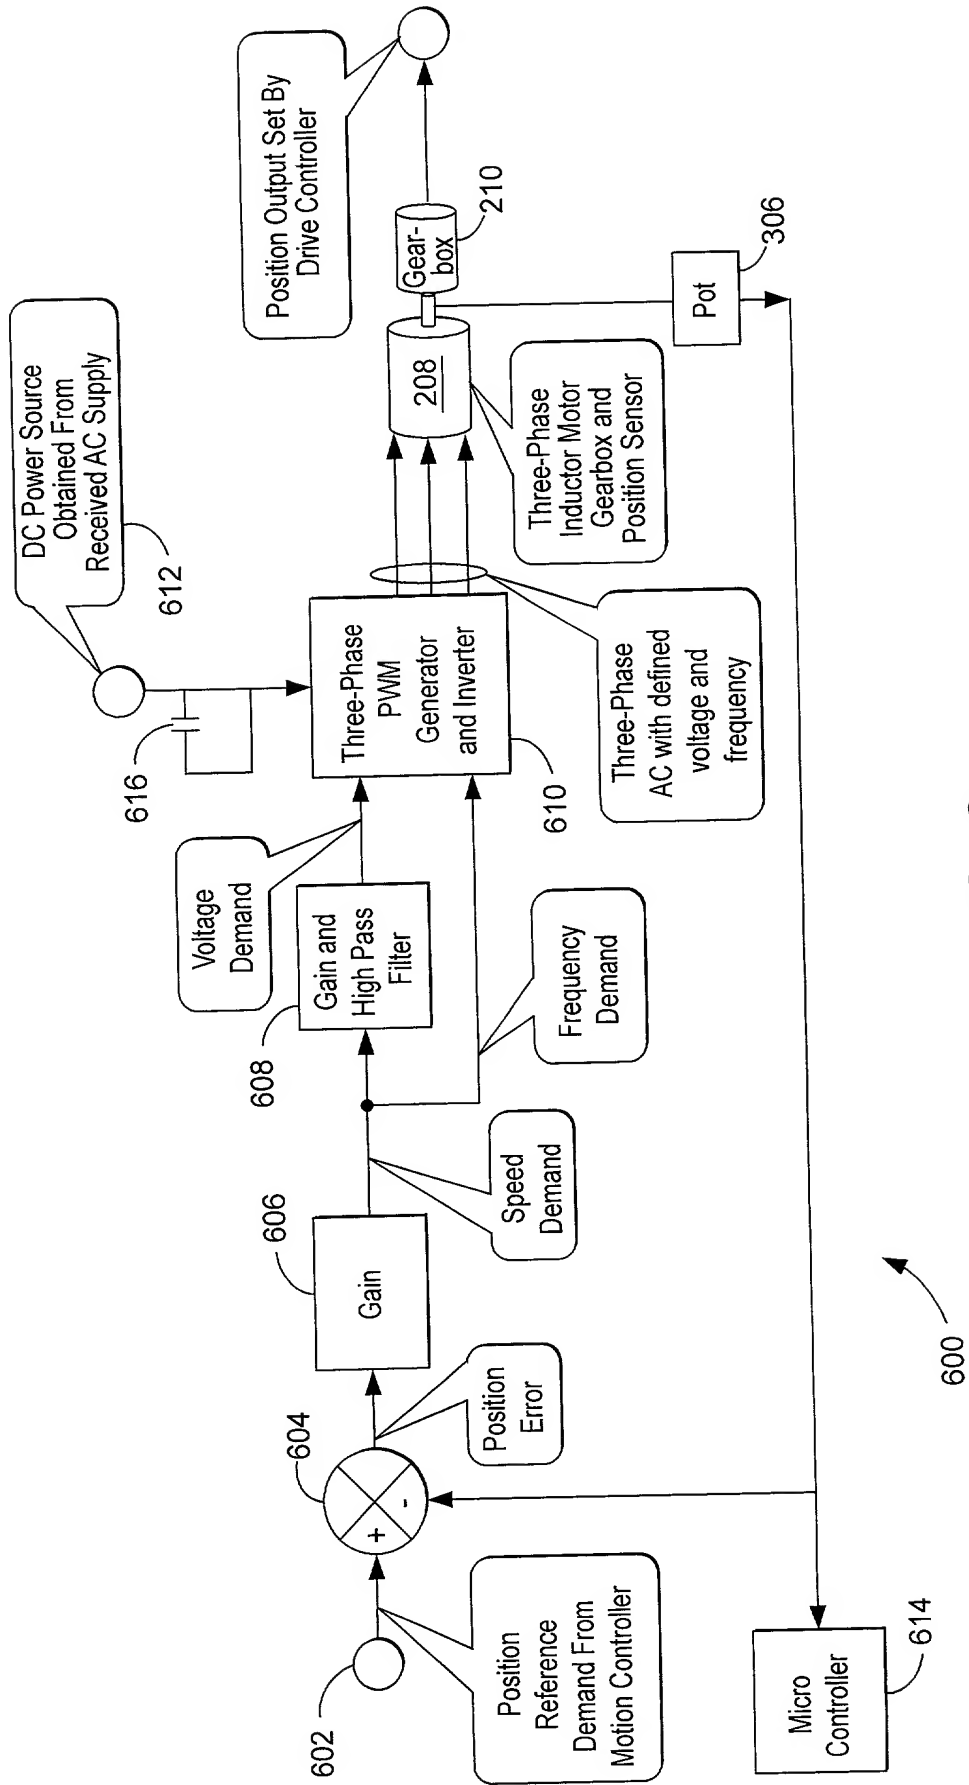 DC Power Source
Obtained From
Received AC Supply
612
616
Position Output Set By
Drive Controller
Voltage
Demand
608
Gain and
High Pass
Filter
Three-Phase
PWM
Generator
and Inverter
610
208
Gear-
box
210
606
Gain
604
+
-
602
Position
Reference
Demand From
Motion Controller
Position
Error
Speed
Demand
Frequency
Demand
Three-Phase
AC with defined
voltage and
frequency
Three-Phase
Inductor Motor
Gearbox and
Position Sensor
Pot
306
Micro
Controller
614
600